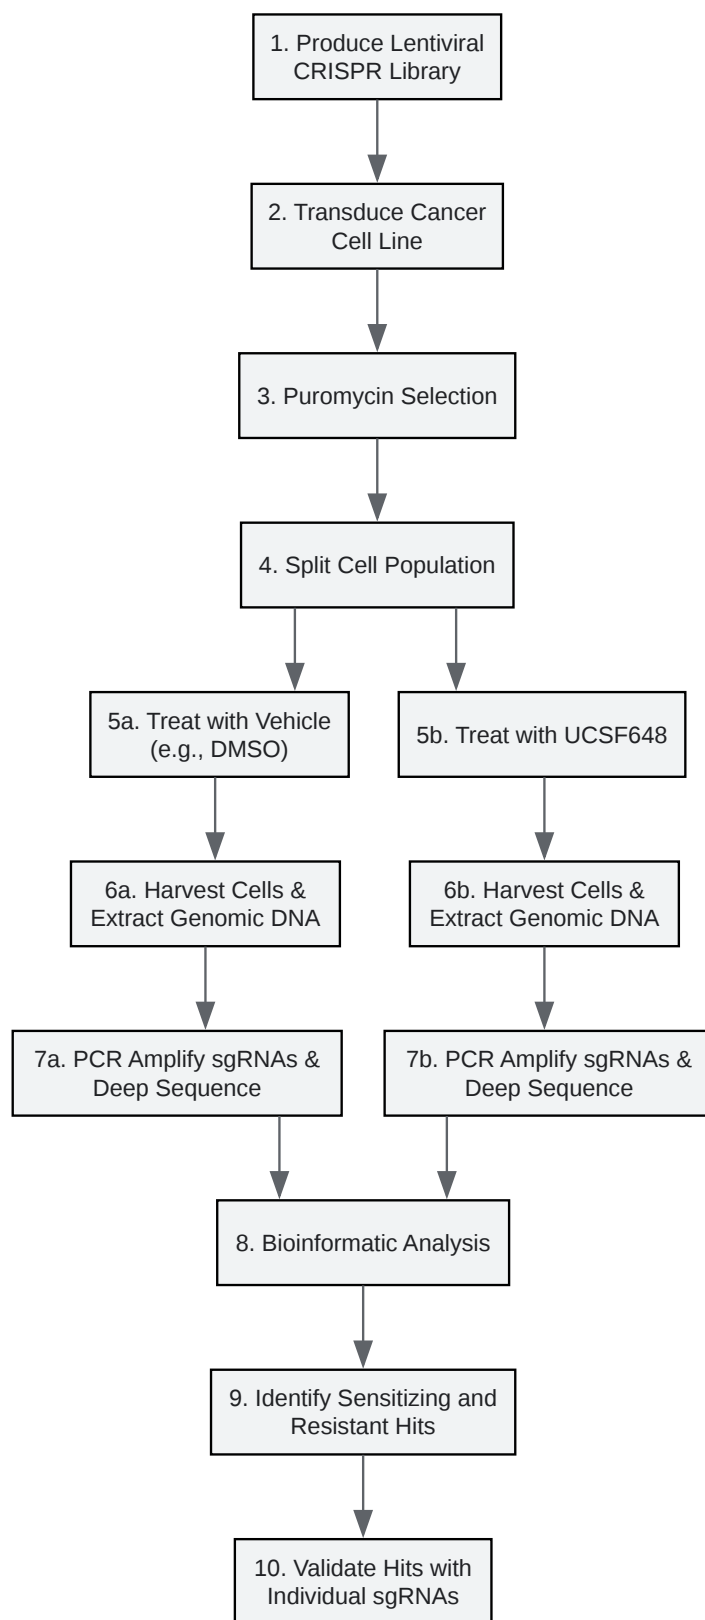 1. Produce Lentiviral
CRISPR Library
2. Transduce Cancer
Cell Line
3. Puromycin Selection
4. Split Cell Population
5a. Treat with Vehicle
(e.g., DMSO)
5b. Treat with UCSF648
6a. Harvest Cells &
Extract Genomic DNA
6b. Harvest Cells &
Extract Genomic DNA
7a. PCR Amplify sgRNAs &
Deep Sequence
7b. PCR Amplify sgRNAs &
Deep Sequence
8. Bioinformatic Analysis
9. Identify Sensitizing and
Resistant Hits
10. Validate Hits with
Individual sgRNAs